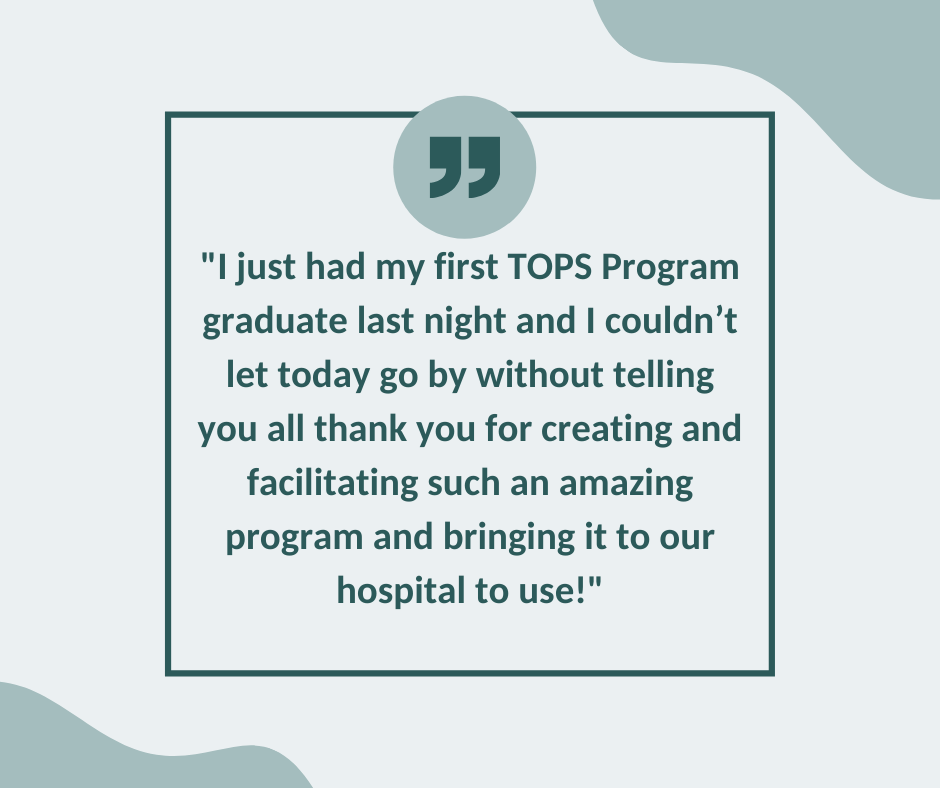 "I just had my first TOPS Program
graduate last night and I couldn’t
let today go by without telling
you all thank you for creating and
facilitating such an amazing
program and bringing it to our
hospital to use!"